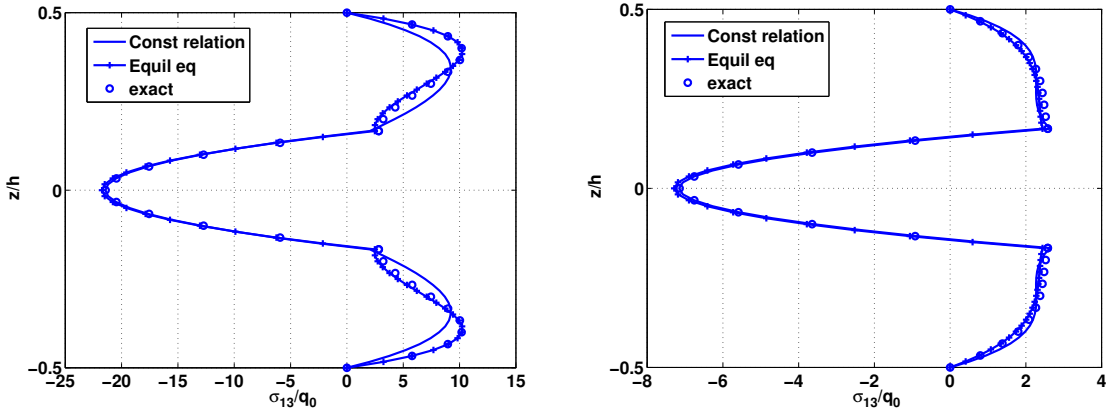 0.5
Const relation
Equil eq
exact
z/h
0
−0.5
−25 −20 −15 −10 −5 0 5 10 15
σ13/q0
0.5
Const relation
Equil eq
exact
z/h
0
−0.5
−8 −6 −4 −2 0 2 4
σ13/q0